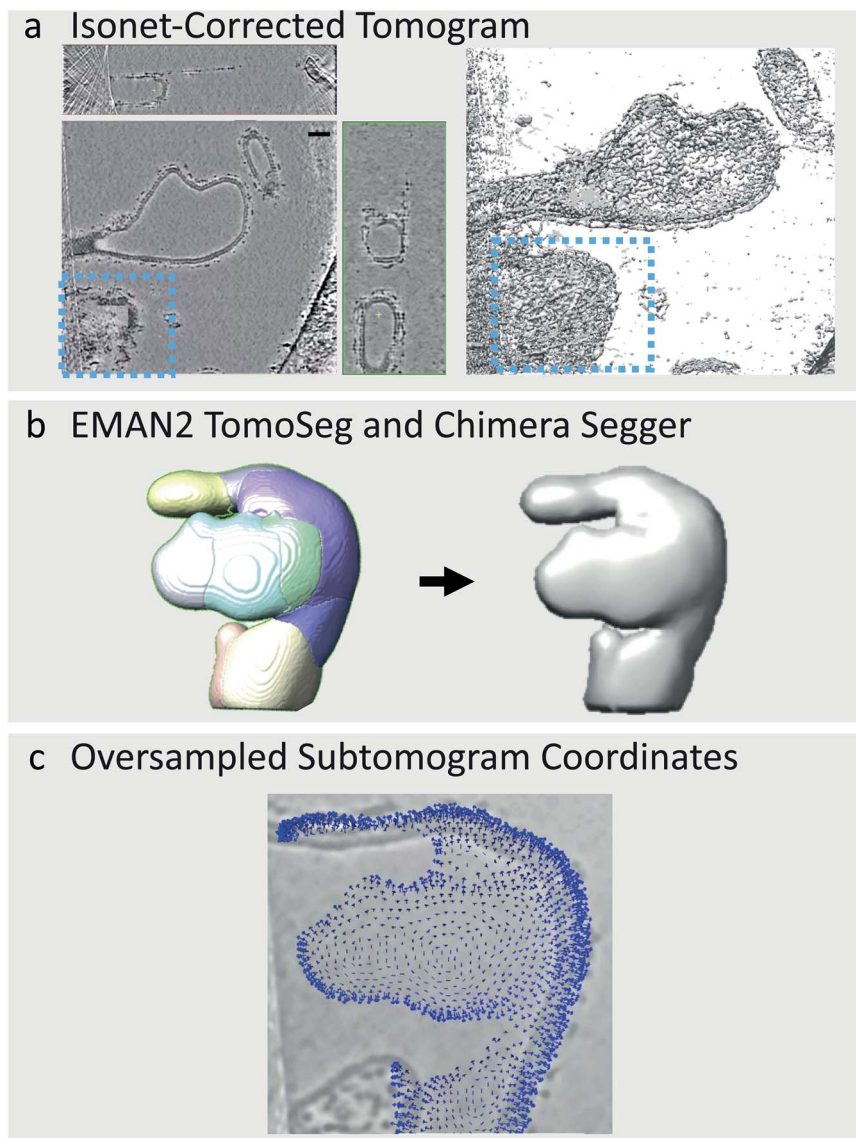 a Isonet-Corrected Tomogram
b EMAN2 TomoSeg and Chimera Segger
c Oversampled Subtomogram Coordinates